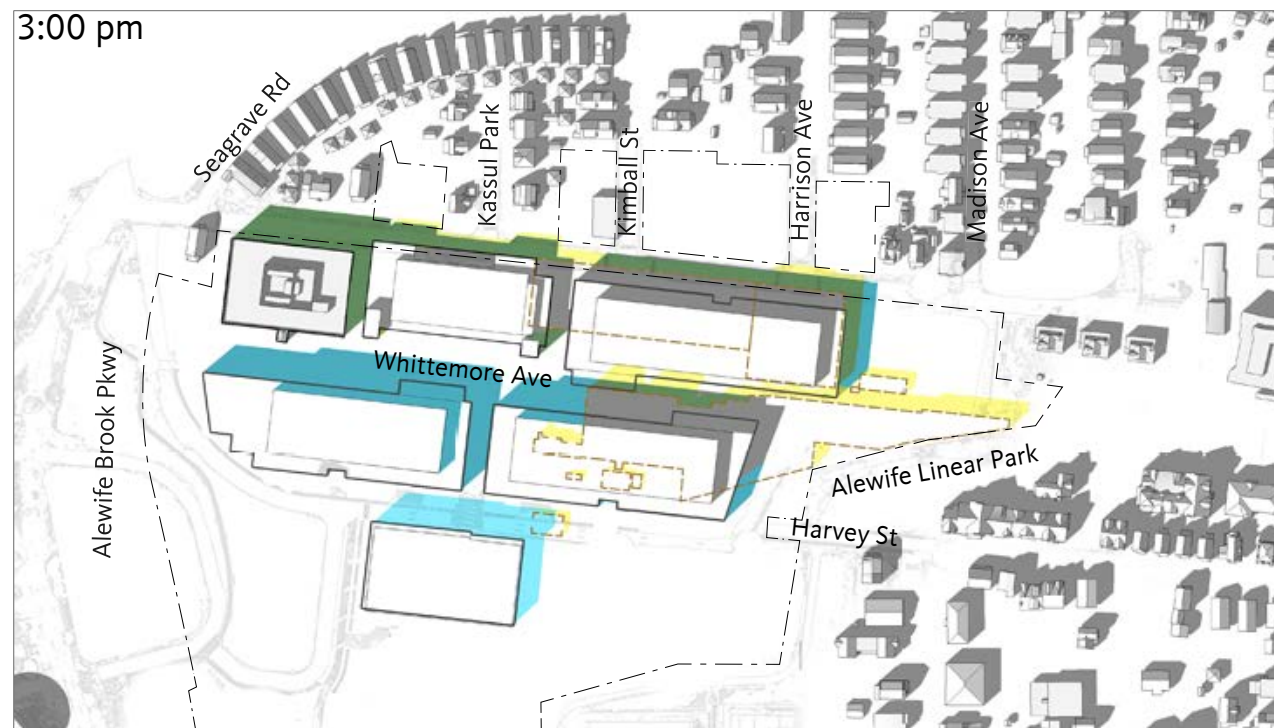 3:00 pm
Seagrave Rd
Kassul Park
Kimball St
Harrison Ave
Madison Ave
Whittemore Ave
Alewife Brook Pkwy
Alewife Linear Park
Harvey St